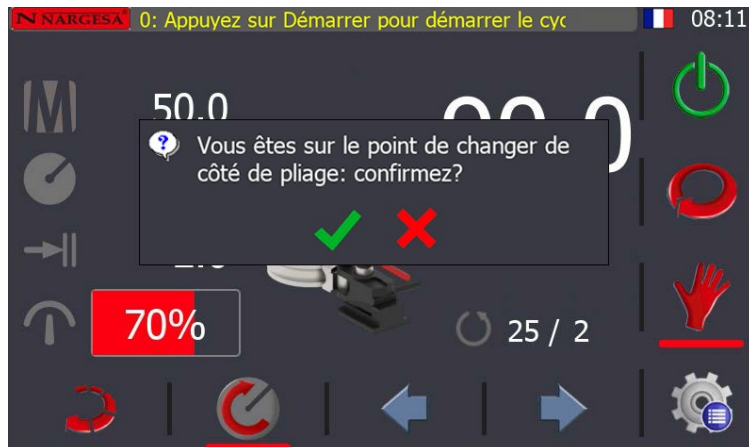 NARGESA 0: Appuyez sur Démarrer pour démarrer le cyc 08:11
50.0
Vous êtes sur le point de changer de
côté de pliage: confirmez?
70%
25 / 2